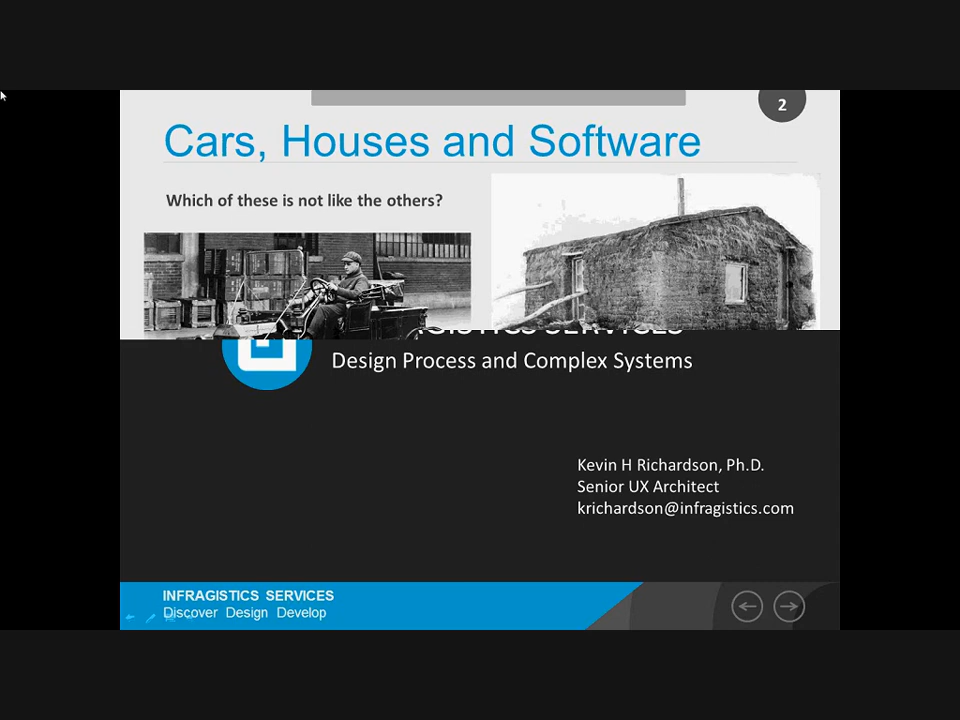 2
Cars, Houses and Software
Which of these is not like the others?
Design Process and Complex Systems
Kevin H Richardson, Ph.D.
Senior UX Architect
krichardson@infragistics.com
INFRAGISTICS SERVICES
Discover Design Develop